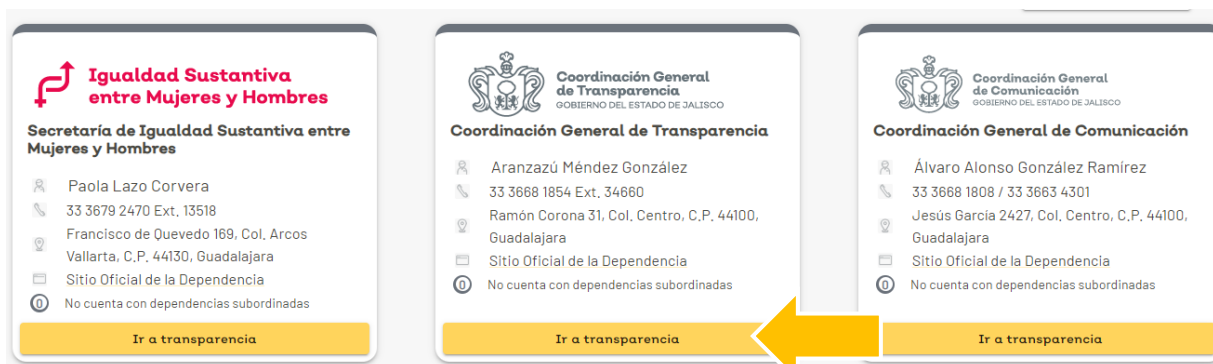 Igualdad Sustantiva
entre Mujeres y Hombres
Secretaría de Igualdad Sustantiva entre
Mujeres y Hombres
Paola Lazo Corvera
33 3679 2470 Ext. 13518
Francisco de Quevedo 169, Col. Arcos
Vallarta, C.P. 44130, Guadalajara
Sitio Oficial de la Dependencia
0 No cuenta con dependencias subordinadas
Ir a transparencia
Coordinación General
de Transparencia
GOBIERNO DEL ESTADO DE JALISCO
Coordinación General de Transparencia
Aranzazú Méndez González
33 3668 1854 Ext. 34660
Ramón Corona 31, Col. Centro, C.P. 44100,
Guadalajara
Sitio Oficial de la Dependencia
0 No cuenta con dependencias subordinadas
Ir a transparencia
Coordinación General
de Comunicación
GOBIERNO DEL ESTADO DE JALISCO
Coordinación General de Comunicación
Álvaro Alonso González Ramírez
33 3668 1808 / 33 3663 4301
Jesús García 2427, Col. Centro, C.P. 44100,
Guadalajara
Sitio Oficial de la Dependencia
0 No cuenta con dependencias subordinadas
Ir a transparencia